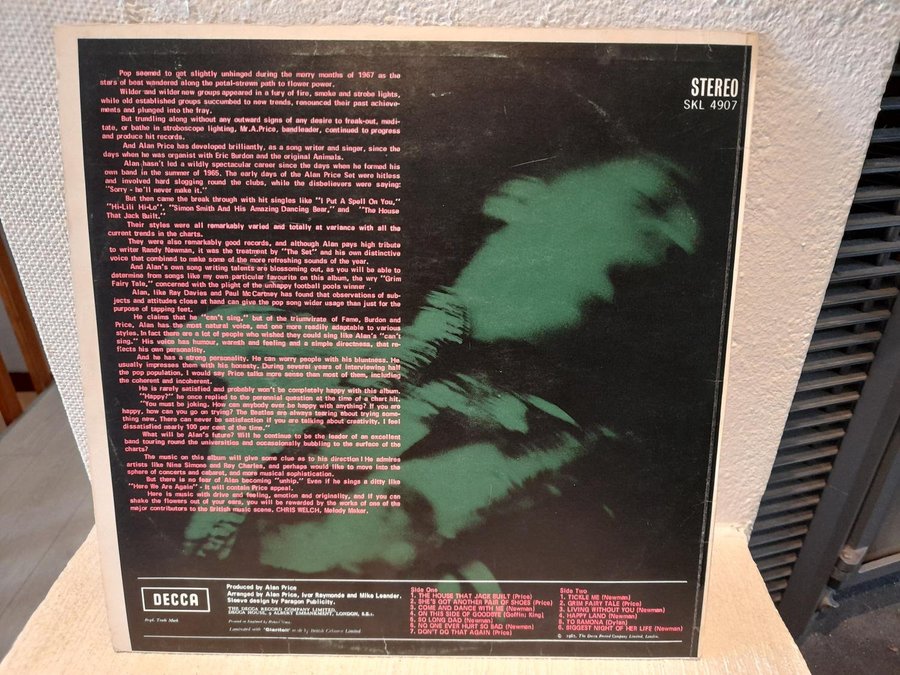 Pop seemed to get slightly unhinged during the merry months of 1967 as the
stars of beat wandered along the petal-strewn path to flower power.
Wilder and wilder new groups appeared in a fury of fire, smoke and strobe lights,
while old established groups succumbed to new trends, renounced their past achieve-
ments and plunged into the fray.
But trundling along without any outward signs of any desire to freak-out, medi-
tate, or bathe in stroboscope lighting, Mr.A.Price, bandleader, continued to progress
and produce hit records.
And Alan Price has developed brilliantly, as a song writer and singer, since the
days when he was organist with Eric Burdon and the original Animals.
Alan hasn't led a wildly spectacular career since the days when he formed his
own band in the summer of 1965. The early days of the Alan Price Set were hitless
and involved hard slogging round the clubs, while the disbelievers were saying:
"Sorry - he'll never make it."
But then came the break through with hit singles like "I Put A Spell On You,"
"Hi-Lili Hi-Lo", "Simon Smith And His Amazing Dancing Bear," and "The House
That Jack Built."
Their styles were all remarkably varied and totally at variance with all the
current trends in the charts.
They were also remarkably good records, and although Alan pays high tribute
to writer Randy Newman, it was the treatment by "The Set" and his own distinctive
voice that combined to make some of the more refreshing sounds of the year.
And Alan's own song writing talents are blossoming out, as you will be able to
determine from songs like my own particular favourite on this album, the wry "Grim
Fairy Tale," concerned with the plight of the unhappy football pools winner .
Alan, like Ray Davies and Paul McCartney has found that observations of sub-
jects and attitudes close at hand can give the pop song wider usage than just for the
purpose of tapping feet.
He claims that he "can't sing." but of the triumvirate of Fame, Burdon and
Price, Alan has the most natural voice, and one more readily adaptable to various
styles. In fact there are a lot of people who wished they could sing like Alan's "can't
sing." His voice has humour, warmth and feeling and a simple directness, that re-
flects his own personality.
And he has a strong personality. He can worry people with his bluntness. He
usually impresses them with his honesty. During several years of interviewing half
the pop population, I would say Price talks more sense than most of them, including
the coherent and incoherent.
He is rarely satisfied and probably won't be completely happy with this album.
"Happy?" he once replied to the perennial question at the time of a chart hit.
"You must be joking. How can anybody ever be happy with anything? If you are
happy, how can you go on trying? The Beatles are always tearing about trying some-
thing new. There can never be satisfaction if you are talking about creativity. I feel
dissatisfied nearly 100 per cent of the time."
What will be Alan's future? Will he continue to be the leader of an excellent
band touring round the universities and occasionally bubbling to the surface of the
charts?
The music on this album will give some clue as to his direction! He admires
artists like Nina Simone and Ray Charles, and perhaps would like to move into the
sphere of concerts and cabaret, and more musical sophistication.
But there is no fear of Alan becoming "unhip." Even if he sings a ditty like
"Here We Are Again" - it will contain Price appeal.
Here is music with drive and feeling, emotion and originality, and if you can
shake the flowers out of your ears, you will be rewarded by the works of one of the
major contributors to the British music scene. CHRIS WELCH, Melody Maker.
STEREO
SKL 4907
DECCA
Regd. Trade Mark
Produced by Alan Price
Arranged by Alan Price, Ivor Raymonde and Mike Leander.
Sleeve design by Paragon Publicity.
THE DECCA RECORD COMPANY LIMITED,
DECCA HOUSE, 9 ALBERT EMBANKMENT, LONDON, S.E.1.
Printed in England by
Laminated with 'Clarifoil' made by British Celanese Limited
Side One
1. THE HOUSE THAT JACK BUILT (Price)
2. SHE'S GOT ANOTHER PAIR OF SHOES (Price)
3. COME AND DANCE WITH ME (Newman)
4. ON THIS SIDE OF GOODBYE (Goffin; King)
5. SO LONG DAD (Newman)
6. NO ONE EVER HURT SO BAD (Newman)
7. DON'T DO THAT AGAIN (Price)
Side Two
1. TICKLE ME (Newman)
2. GRIM FAIRY TALE (Price)
3. LIVING WITHOUT YOU (Newman)
4. HAPPY LAND (Newman)
5. TO RAMONA (Dylan)
6. BIGGEST NIGHT OF HER LIFE (Newman)
© 1967, The Decca Record Company Limited, London.